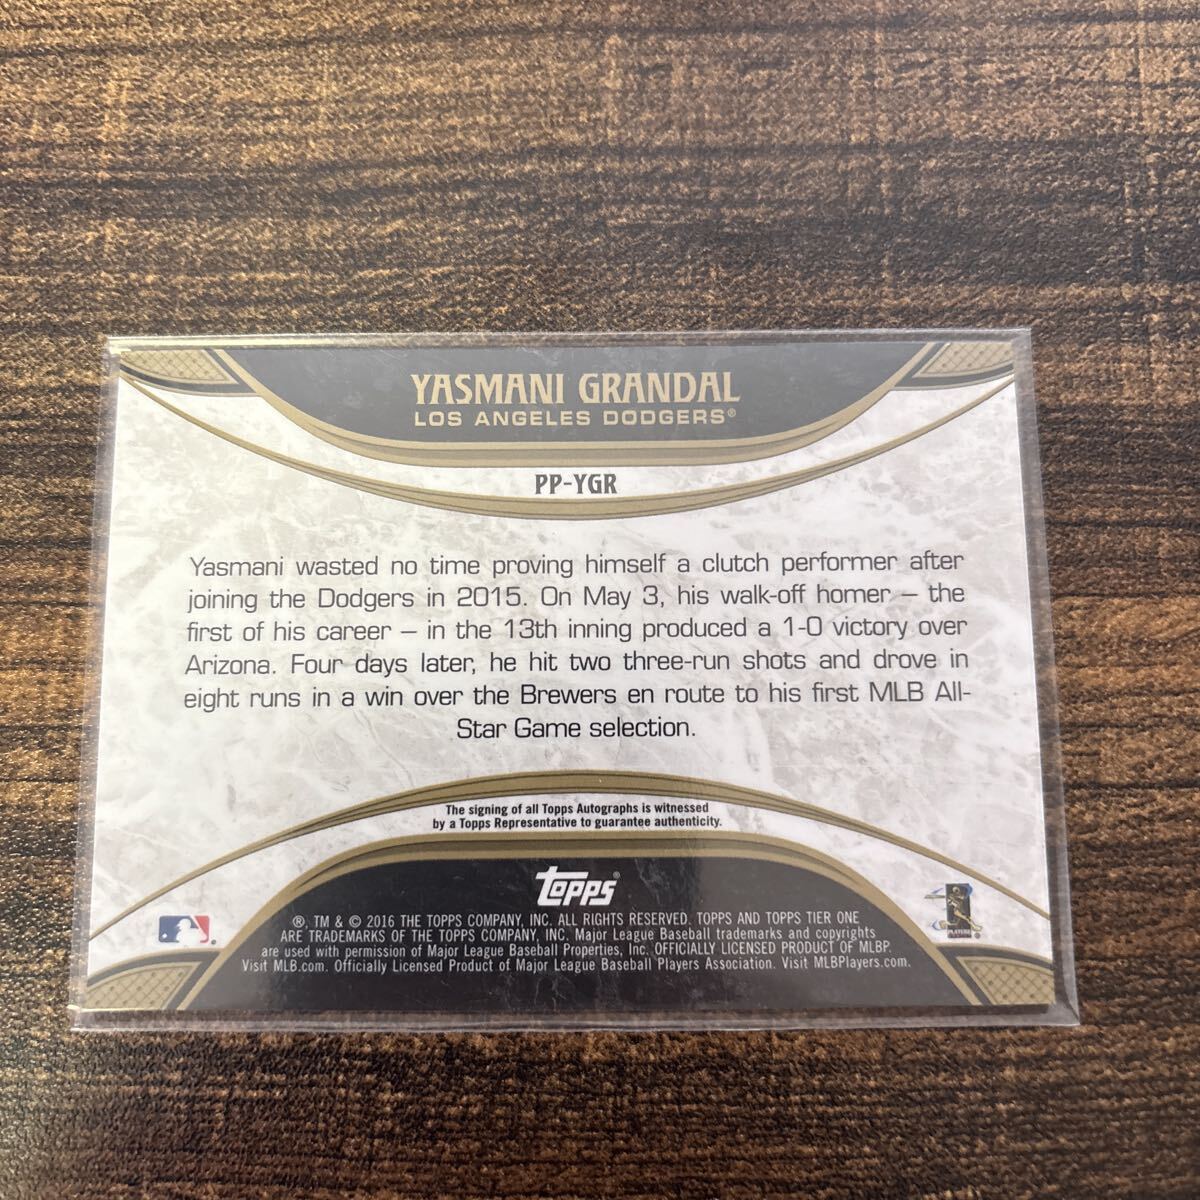 YASMANI GRANDAL
LOS ANGELES DODGERS®
PP-YGR
Yasmani wasted no time proving himself a clutch performer after
joining the Dodgers in 2015. On May 3, his walk-off homer – the
first of his career – in the 13th inning produced a 1-0 victory over
Arizona. Four days later, he hit two three-run shots and drove in
eight runs in a win over the Brewers en route to his first MLB All-
Star Game selection.
The signing of all Topps Autographs is witnessed
by a Topps Representative to guarantee authenticity.
Topps®
®, TM & © 2016 THE TOPPS COMPANY, INC. ALL RIGHTS RESERVED. TOPPS AND TOPPS TIER ONE
ARE TRADEMARKS OF THE TOPPS COMPANY, INC. Major League Baseball trademarks and copyrights
are used with permission of Major League Baseball Properties, Inc. OFFICIALLY LICENSED PRODUCT OF MLBP.
Visit MLB.com. Officially Licensed Product of Major League Baseball Players Association. Visit MLBPlayers.com.